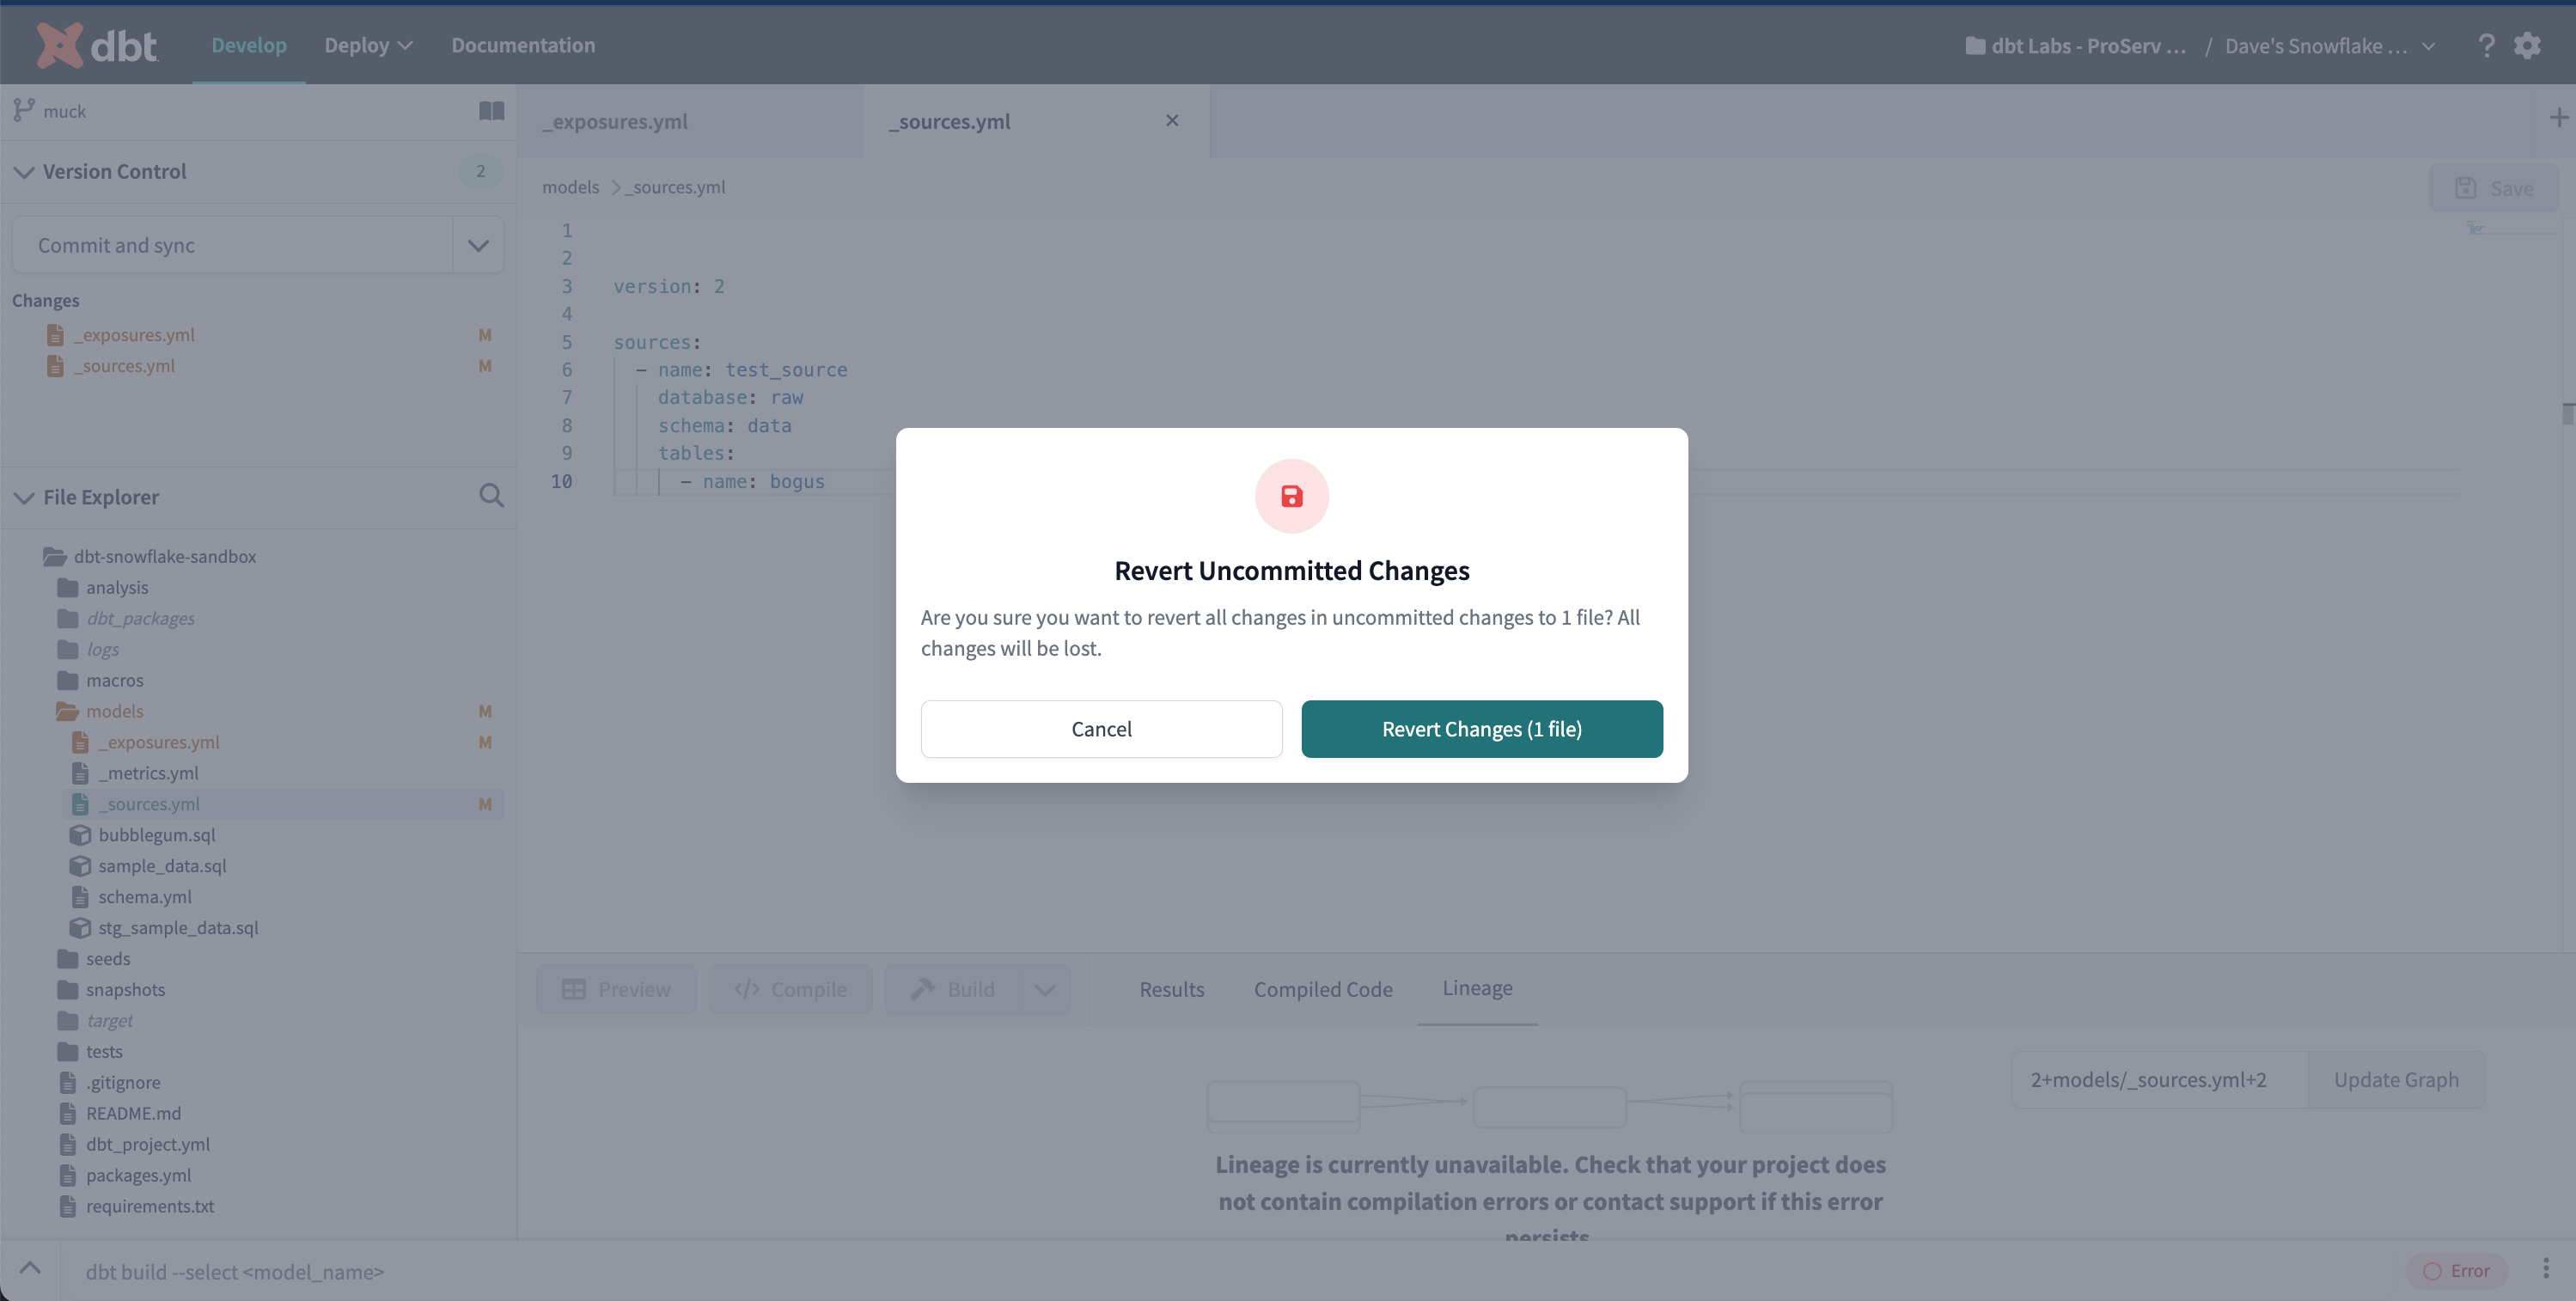 dbt
Develop
Deploy
Documentation
dbt Labs - ProServ ...
/
Dave's Snowflake ...
?
muck
_exposures.yml
_sources.yml
Version Control
2
models > _sources.yml
Save
Commit and sync
Changes
_exposures.yml M
_sources.yml M
1
2
3 version: 2
4
5 sources:
6 - name: test_source
7 database: raw
8 schema: data
9 tables:
10 - name: bogus
File Explorer
dbt-snowflake-sandbox
analysis
dbt_packages
logs
macros
models M
_exposures.yml M
_metrics.yml
_sources.yml M
bubblegum.sql
sample_data.sql
schema.yml
stg_sample_data.sql
seeds
snapshots
target
tests
.gitignore
README.md
dbt_project.yml
packages.yml
requirements.txt
Revert Uncommitted Changes
Are you sure you want to revert all changes in uncommitted changes to 1 file? All
changes will be lost.
Cancel
Revert Changes (1 file)
Preview
</> Compile
Build
Results
Compiled Code
Lineage
2+models/_sources.yml+2
Update Graph
Lineage is currently unavailable. Check that your project does
not contain compilation errors or contact support if this error
persists
dbt build --select <model_name>
Error